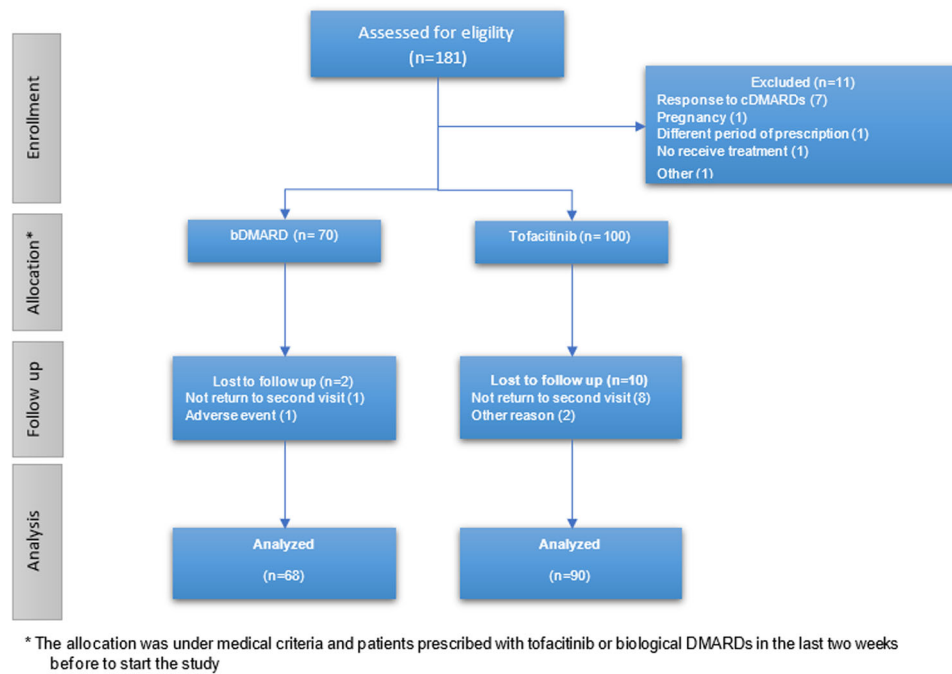 Assessed for eligility
(n=181)
Excluded (n=11)
Response to cDMARDs (7)
Pregnancy (1)
Different period of prescription (1)
No receive treatment (1)
Other (1)
Enrollment
bDMARD (n= 70)
Tofacitinib (n= 100)
Allocation*
Lost to follow up (n=2)
Not return to second visit (1)
Adverse event (1)
Lost to follow up (n=10)
Not return to second visit (8)
Other reason (2)
Follow up
Analyzed
(n=68)
Analyzed
(n=90)
Analysis
* The allocation was under medical criteria and patients prescribed with tofacitinib or biological DMARDs in the last two weeks
before to start the study